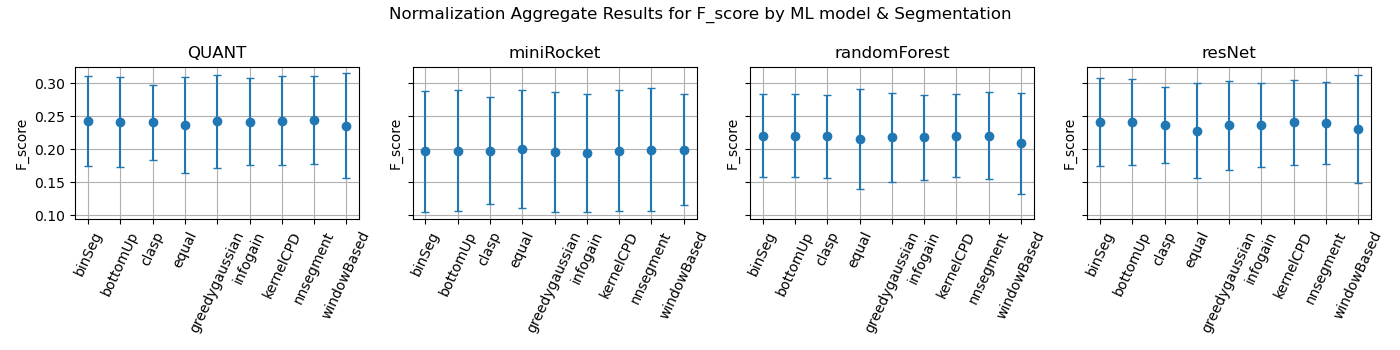 Normalization Aggregate Results for F_score by ML model & Segmentation
QUANT
miniRocket
randomForest
resNet
F_score
0.30
0.25
0.20
0.15
0.10
F_score
F_score
F_score
binSeg
bottomUp
clasp
equal
greedygaussian
infogain
kernelCPD
nnsegment
windowBased
binSeg
bottomUp
clasp
equal
greedygaussian
infogain
kernelCPD
nnsegment
windowBased
binSeg
bottomUp
clasp
equal
greedygaussian
infogain
kernelCPD
nnsegment
windowBased
binSeg
bottomUp
clasp
equal
greedygaussian
infogain
kernelCPD
nnsegment
windowBased